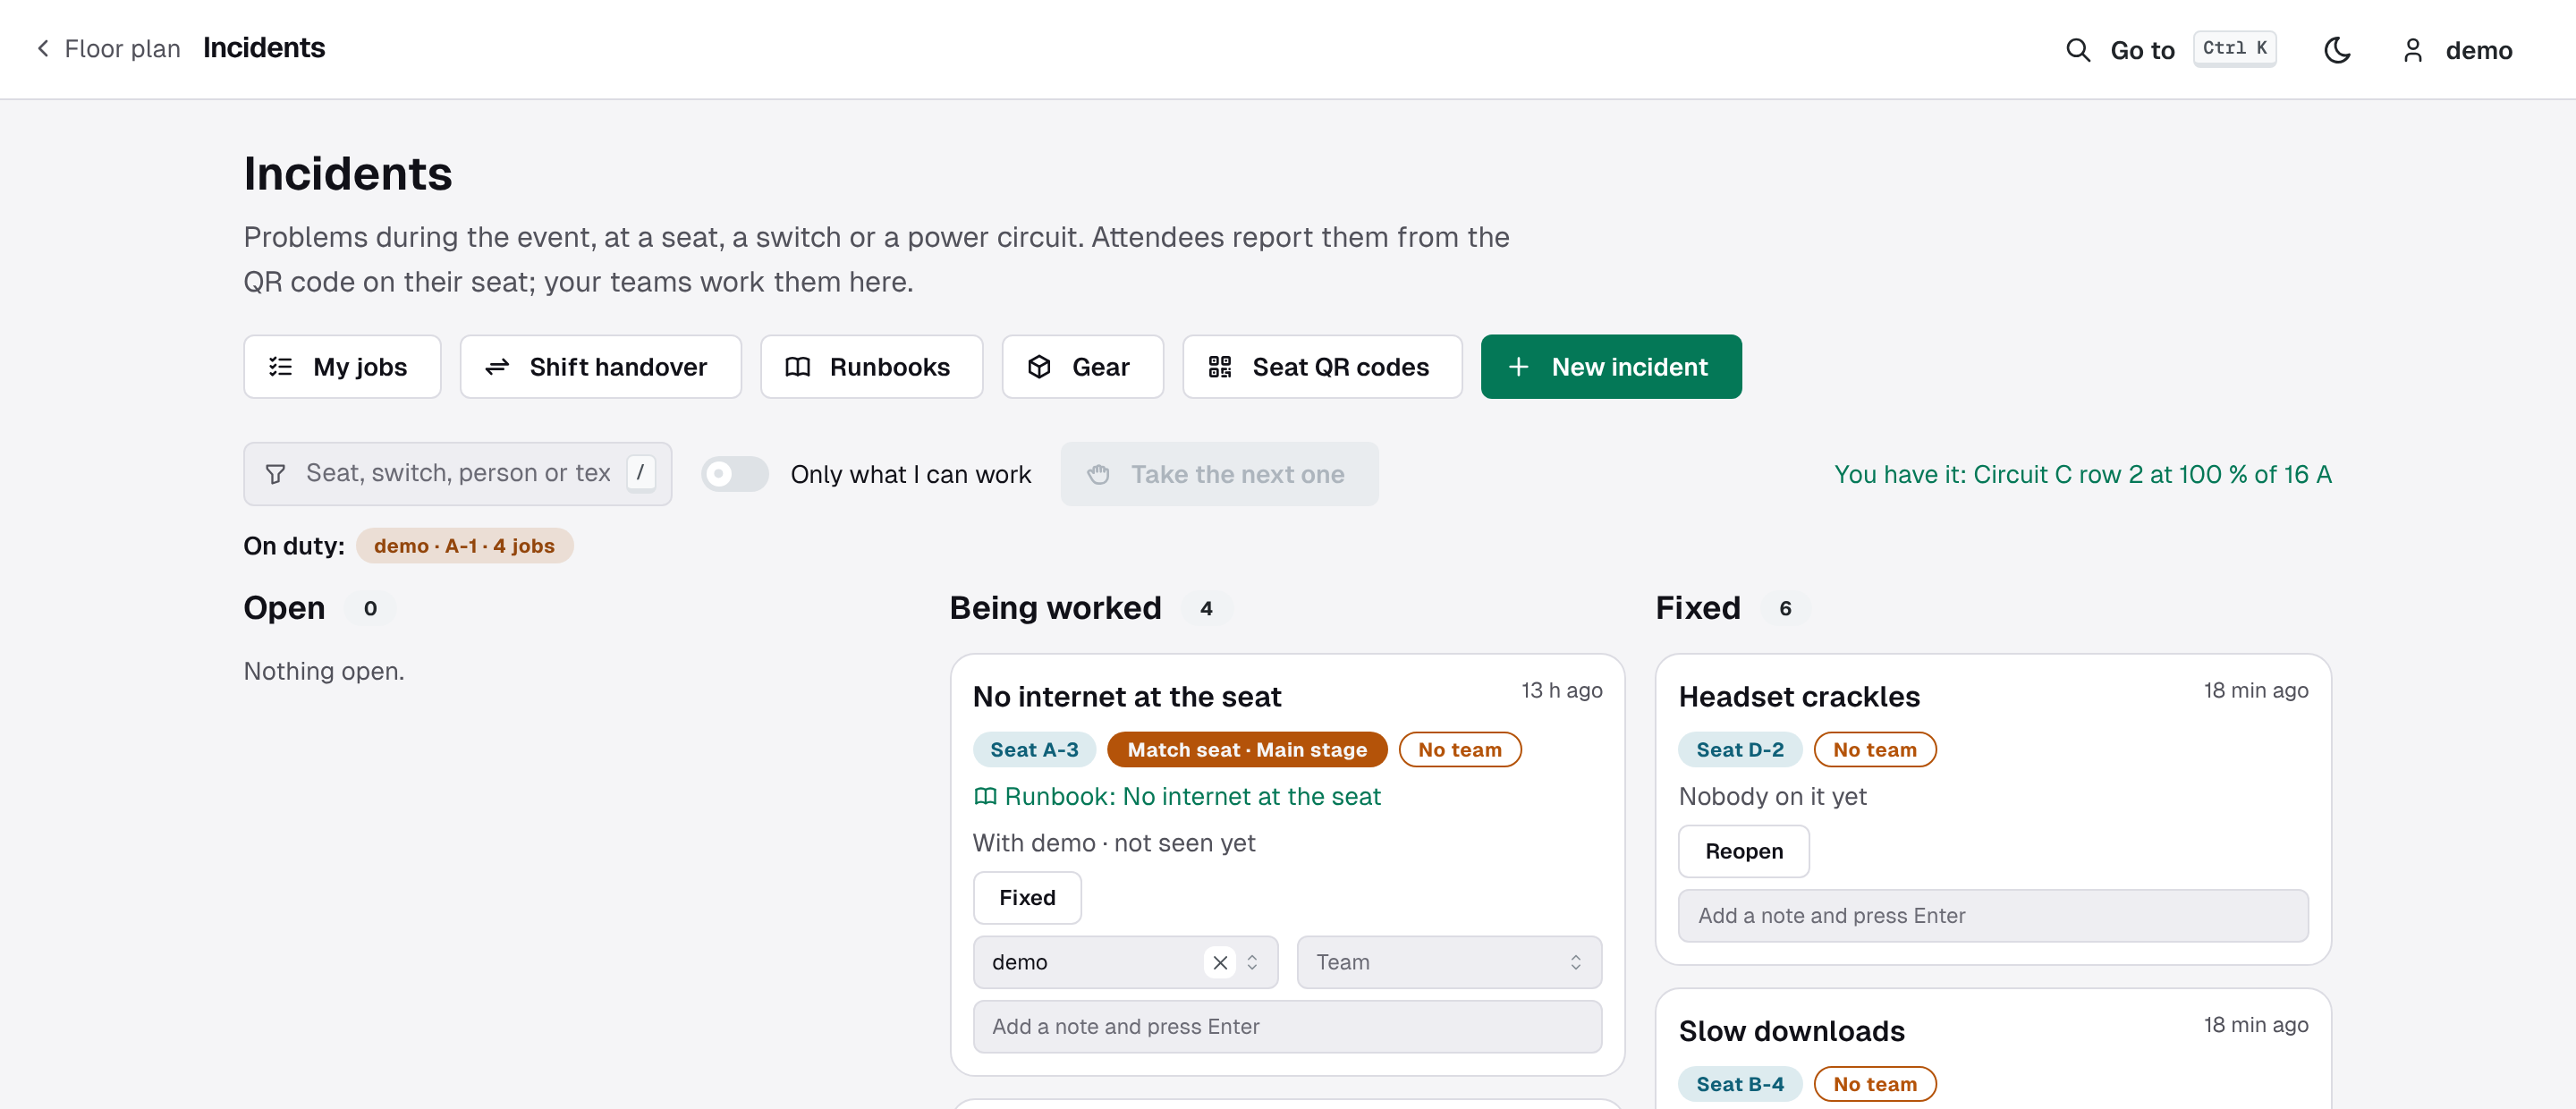 Floor plan Incidents Go to Ctrl K demo
Incidents
Problems during the event, at a seat, a switch or a power circuit. Attendees report them from the
QR code on their seat; your teams work them here.
My jobs Shift handover Runbooks Gear Seat QR codes New incident
Seat, switch, person or tex / Only what I can work Take the next one You have it: Circuit C row 2 at 100 % of 16 A
On duty: demo · A-1 · 4 jobs
Open 0
Nothing open.
Being worked 4
No internet at the seat 13 h ago
Seat A-3 Match seat · Main stage No team
Runbook: No internet at the seat
With demo · not seen yet
Fixed
demo Team
Add a note and press Enter
Fixed 6
Headset crackles 18 min ago
Seat D-2 No team
Nobody on it yet
Reopen
Add a note and press Enter
Slow downloads 18 min ago
Seat B-4 No team